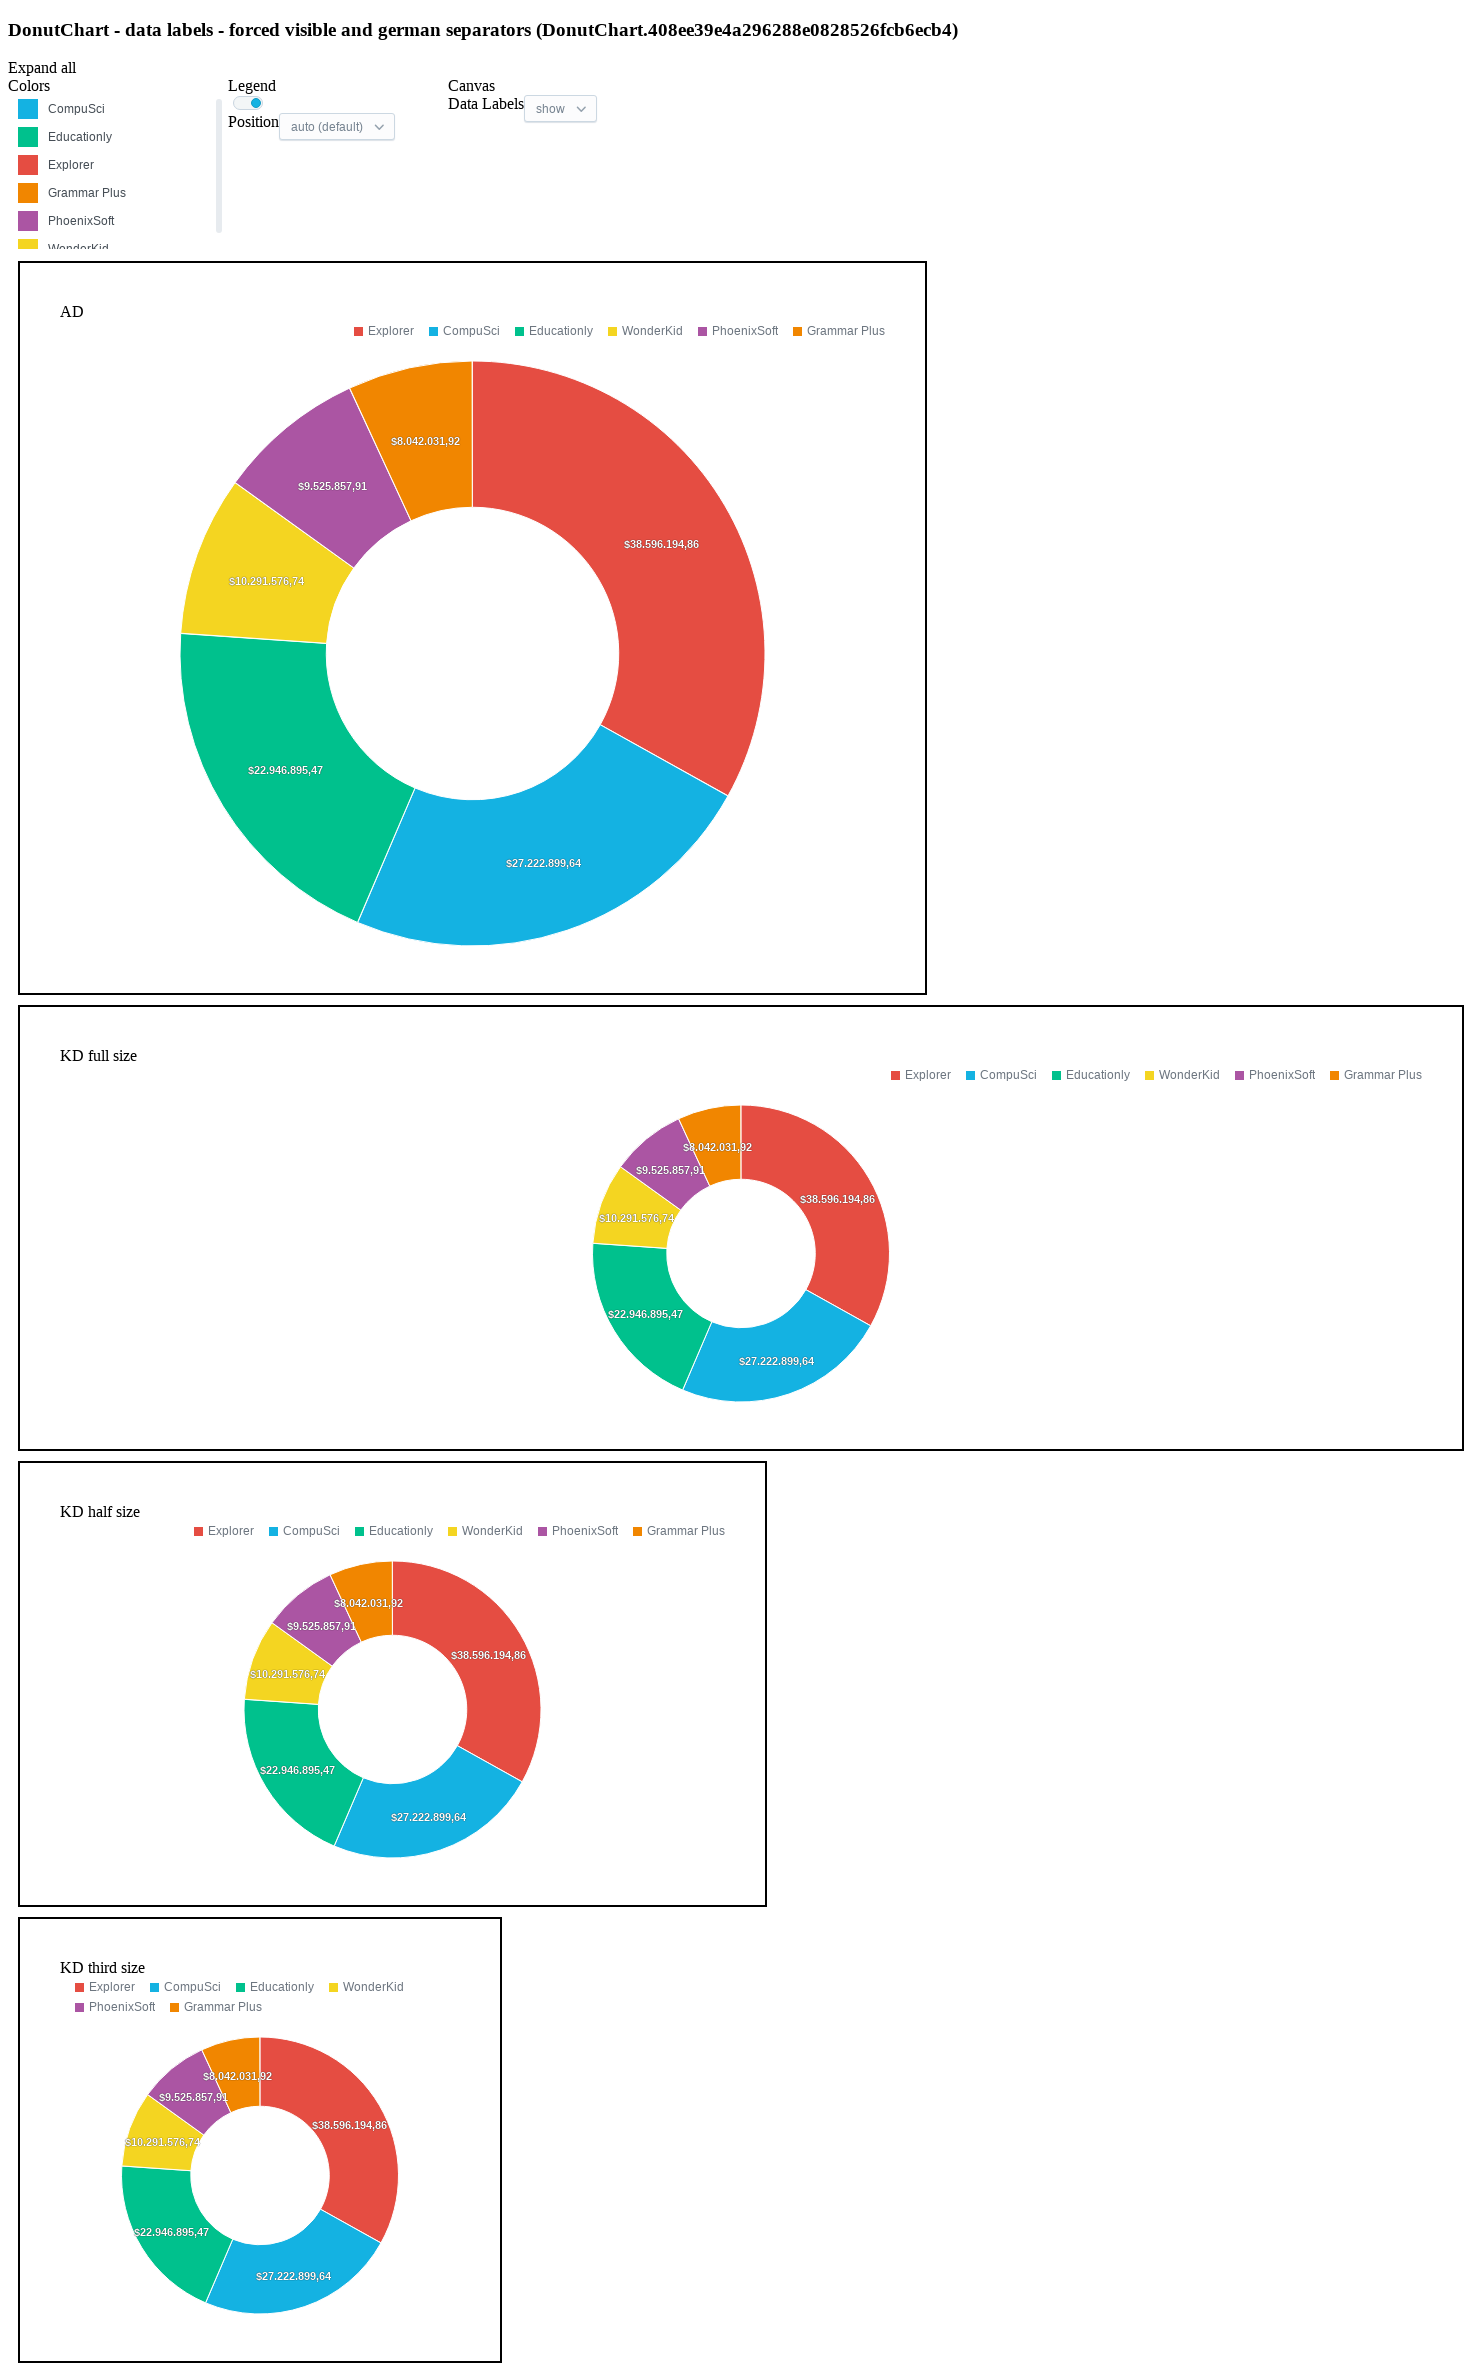 DonutChart - data labels - forced visible and german separators (DonutChart.408ee39e4a296288e0828526fcb6ecb4)
Expand all
Colors
CompuSci
Educationly
Explorer
Grammar Plus
PhoenixSoft
WonderKid
Legend
Position auto (default)
Canvas
Data Labels show
AD
Explorer CompuSci Educationly WonderKid PhoenixSoft Grammar Plus
$8.042.031,92
$9.525.857,91
$38.596.194,86
$10.291.576,74
$22.946.895,47
$27.222.899,64
KD full size
Explorer CompuSci Educationly WonderKid PhoenixSoft Grammar Plus
$8.042.031,92
$9.525.857,91
$38.596.194,86
$10.291.576,74
$22.946.895,47
$27.222.899,64
KD half size
Explorer CompuSci Educationly WonderKid PhoenixSoft Grammar Plus
$8.042.031,92
$9.525.857,91
$38.596.194,86
$10.291.576,74
$22.946.895,47
$27.222.899,64
KD third size
Explorer CompuSci Educationly WonderKid
PhoenixSoft Grammar Plus
$8.042.031,92
$9.525.857,91
$38.596.194,86
$10.291.576,74
$22.946.895,47
$27.222.899,64